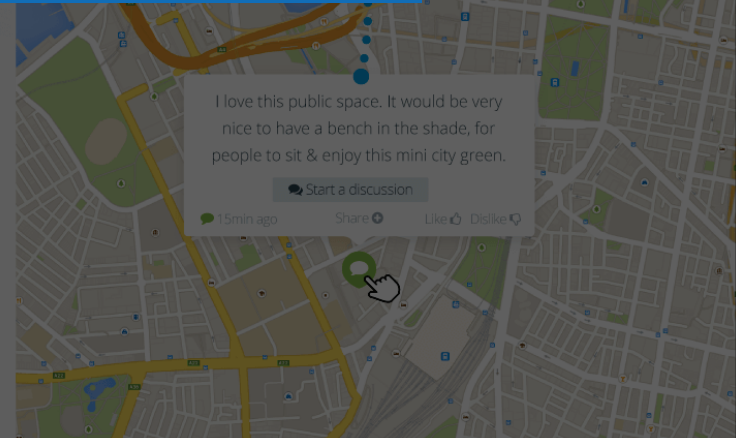 I love this public space. It would be very
nice to have a bench in the shade, for
people to sit & enjoy this mini city green.
Start a discussion
15min ago Share Like Dislike